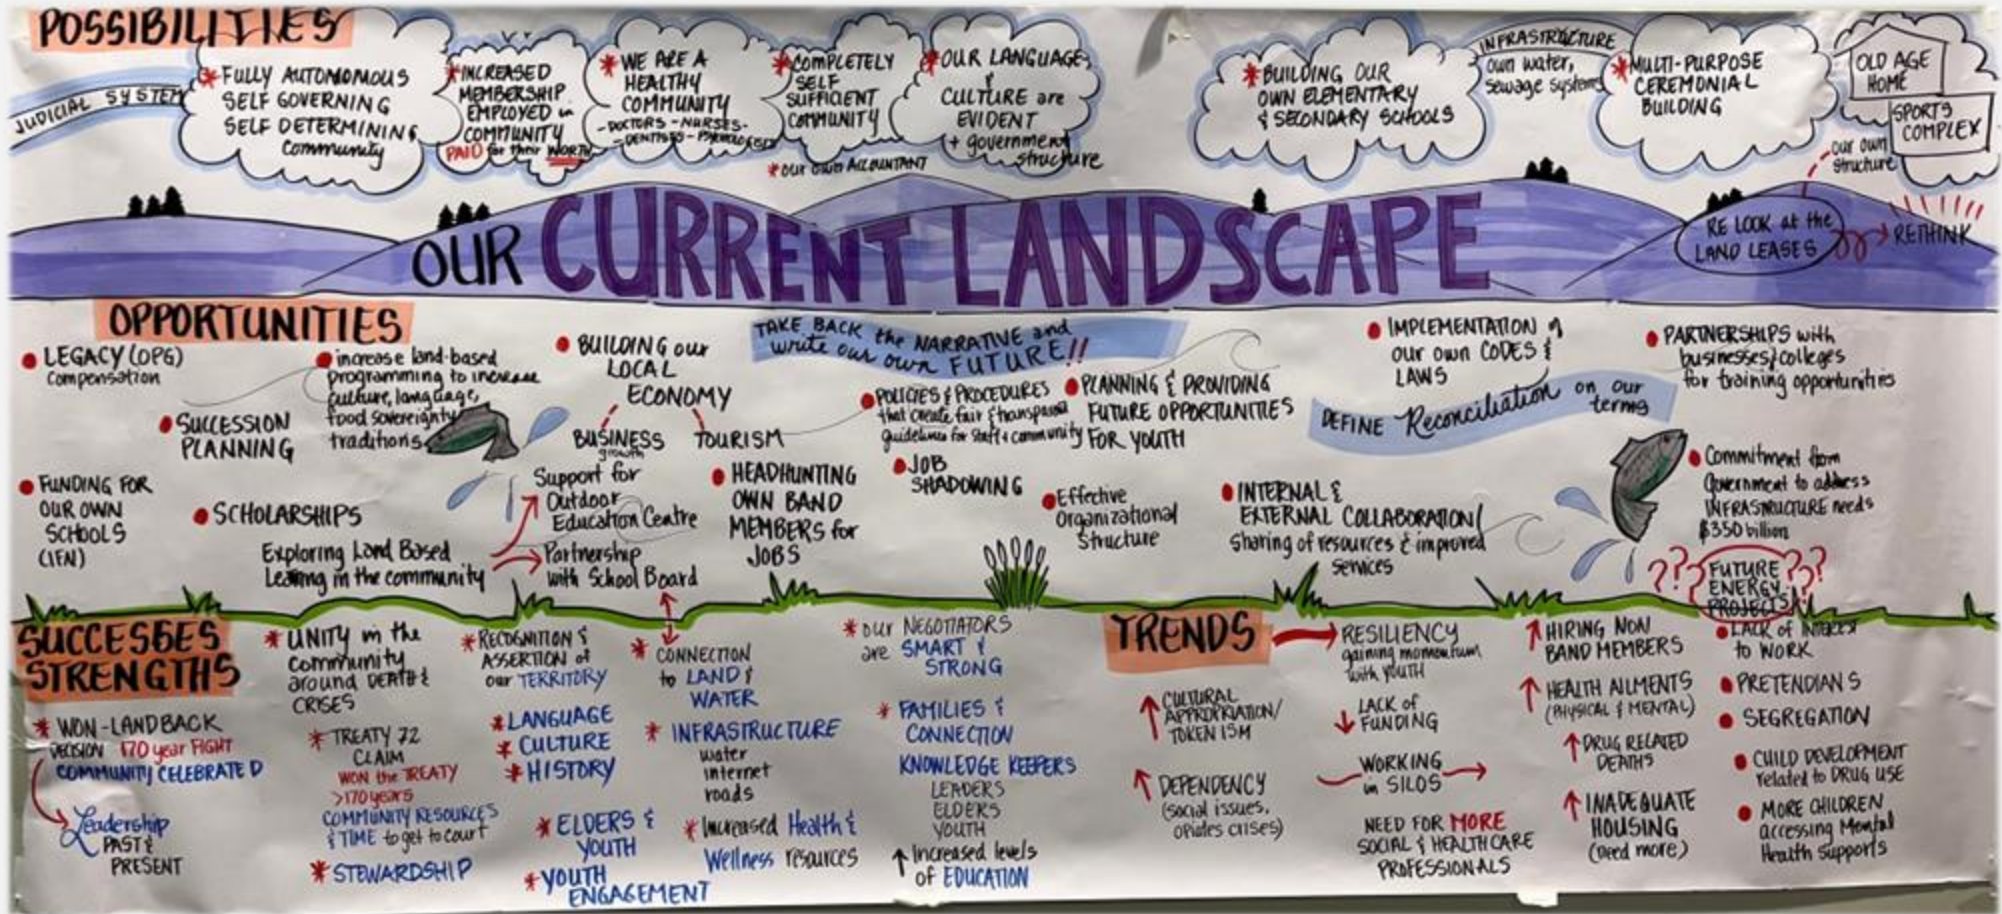 POSSIBILITIES
JUDICIAL SYSTEM
* FULLY AUTONOMOUS
SELF GOVERNING
SELF DETERMINING
Community
* INCREASED
MEMBERSHIP
EMPLOYED in
COMMUNITY
PAID for their WORTH
* WE ARE A
HEALTHY
COMMUNITY
- DOCTORS - NURSES -
- DENTISTS -
* COMPLETELY
SELF
SUFFICIENT
COMMUNITY
* OUR OWN ACCOUNTANT
* OUR LANGUAGE
&
CULTURE are
EVIDENT
+ government
structure
* BUILDING OUR
OWN ELEMENTARY
& SECONDARY SCHOOLS
INFRASTRUCTURE
own water,
sewage systems
* MULTI-PURPOSE
CEREMONIAL
BUILDING
OLD AGE
HOME
SPORTS
COMPLEX
our own
structure
OUR CURRENT LANDSCAPE
RE LOOK at the
LAND LEASES
RETHINK
OPPORTUNITIES
LEGACY (OPG)
Compensation
SUCCESSION
PLANNING
FUNDING FOR
OUR OWN
SCHOOLS
(IFN)
SCHOLARSHIPS
increase land-based
programming to increase
culture, language,
food sovereignty
traditions
Exploring Land Based
Learning in the community
Support for
Outdoor
Education Centre
Partnership
with School Board
BUILDING our
LOCAL
ECONOMY
BUSINESS
growth
TOURISM
TAKE BACK the NARRATIVE and
write our own FUTURE!!
HEADHUNTING
OWN BAND
MEMBERS for
JOBS
POLICIES & PROCEDURES
that create fair & transparent
guidelines for staff & community
JOB
SHADOWING
PLANNING & PROVIDING
FUTURE OPPORTUNITIES
FOR YOUTH
Effective
Organizational
Structure
IMPLEMENTATION of
our own CODES &
LAWS
DEFINE Reconciliation on our
terms
INTERNAL &
EXTERNAL COLLABORATION/
Sharing of resources & improved
services
PARTNERSHIPS with
businesses/colleges
for training opportunities
Commitment from
Government to address
INFRASTRUCTURE needs
$350 billion
??? FUTURE ???
ENERGY
PROJECTS
SUCCESSES
STRENGTHS
* WON - LANDBACK
DECISION 170 year FIGHT
COMMUNITY CELEBRATED
Leadership
PAST &
PRESENT
* UNITY in the
community
around DEATH &
CRISES
* TREATY 72
CLAIM
WON the TREATY
>170 years
COMMUNITY RESOURCES
& TIME to get to court
* STEWARDSHIP
* RECOGNITION &
ASSERTION of
our TERRITORY
* LANGUAGE
* CULTURE
* HISTORY
* ELDERS &
YOUTH
* YOUTH
ENGAGEMENT
* CONNECTION
to LAND &
WATER
* INFRASTRUCTURE
water
internet
roads
* Increased Health &
Wellness resources
* our NEGOTIATORS
are SMART &
STRONG
* FAMILIES &
CONNECTION
KNOWLEDGE KEEPERS
LEADERS
ELDERS
YOUTH
↑ Increased levels
of EDUCATION
TRENDS
↑ CULTURAL
APPROPRIATION/
TOKENISM
↑ DEPENDENCY
(social issues,
opiates crises)
→ RESILIENCY
gaining momentum
with YOUTH
↓ LACK of
FUNDING
WORKING
in SILOS
NEED FOR MORE
SOCIAL & HEALTHCARE
PROFESSIONALS
↑ HIRING NON
BAND MEMBERS
↑ HEALTH AILMENTS
(PHYSICAL & MENTAL)
↑ DRUG RELATED
DEATHS
↑ INADEQUATE
HOUSING
(need more)
LACK of INTEREST
to WORK
PRETENDIANS
SEGREGATION
CHILD DEVELOPMENT
related to DRUG USE
MORE CHILDREN
accessing Mental
Health Supports